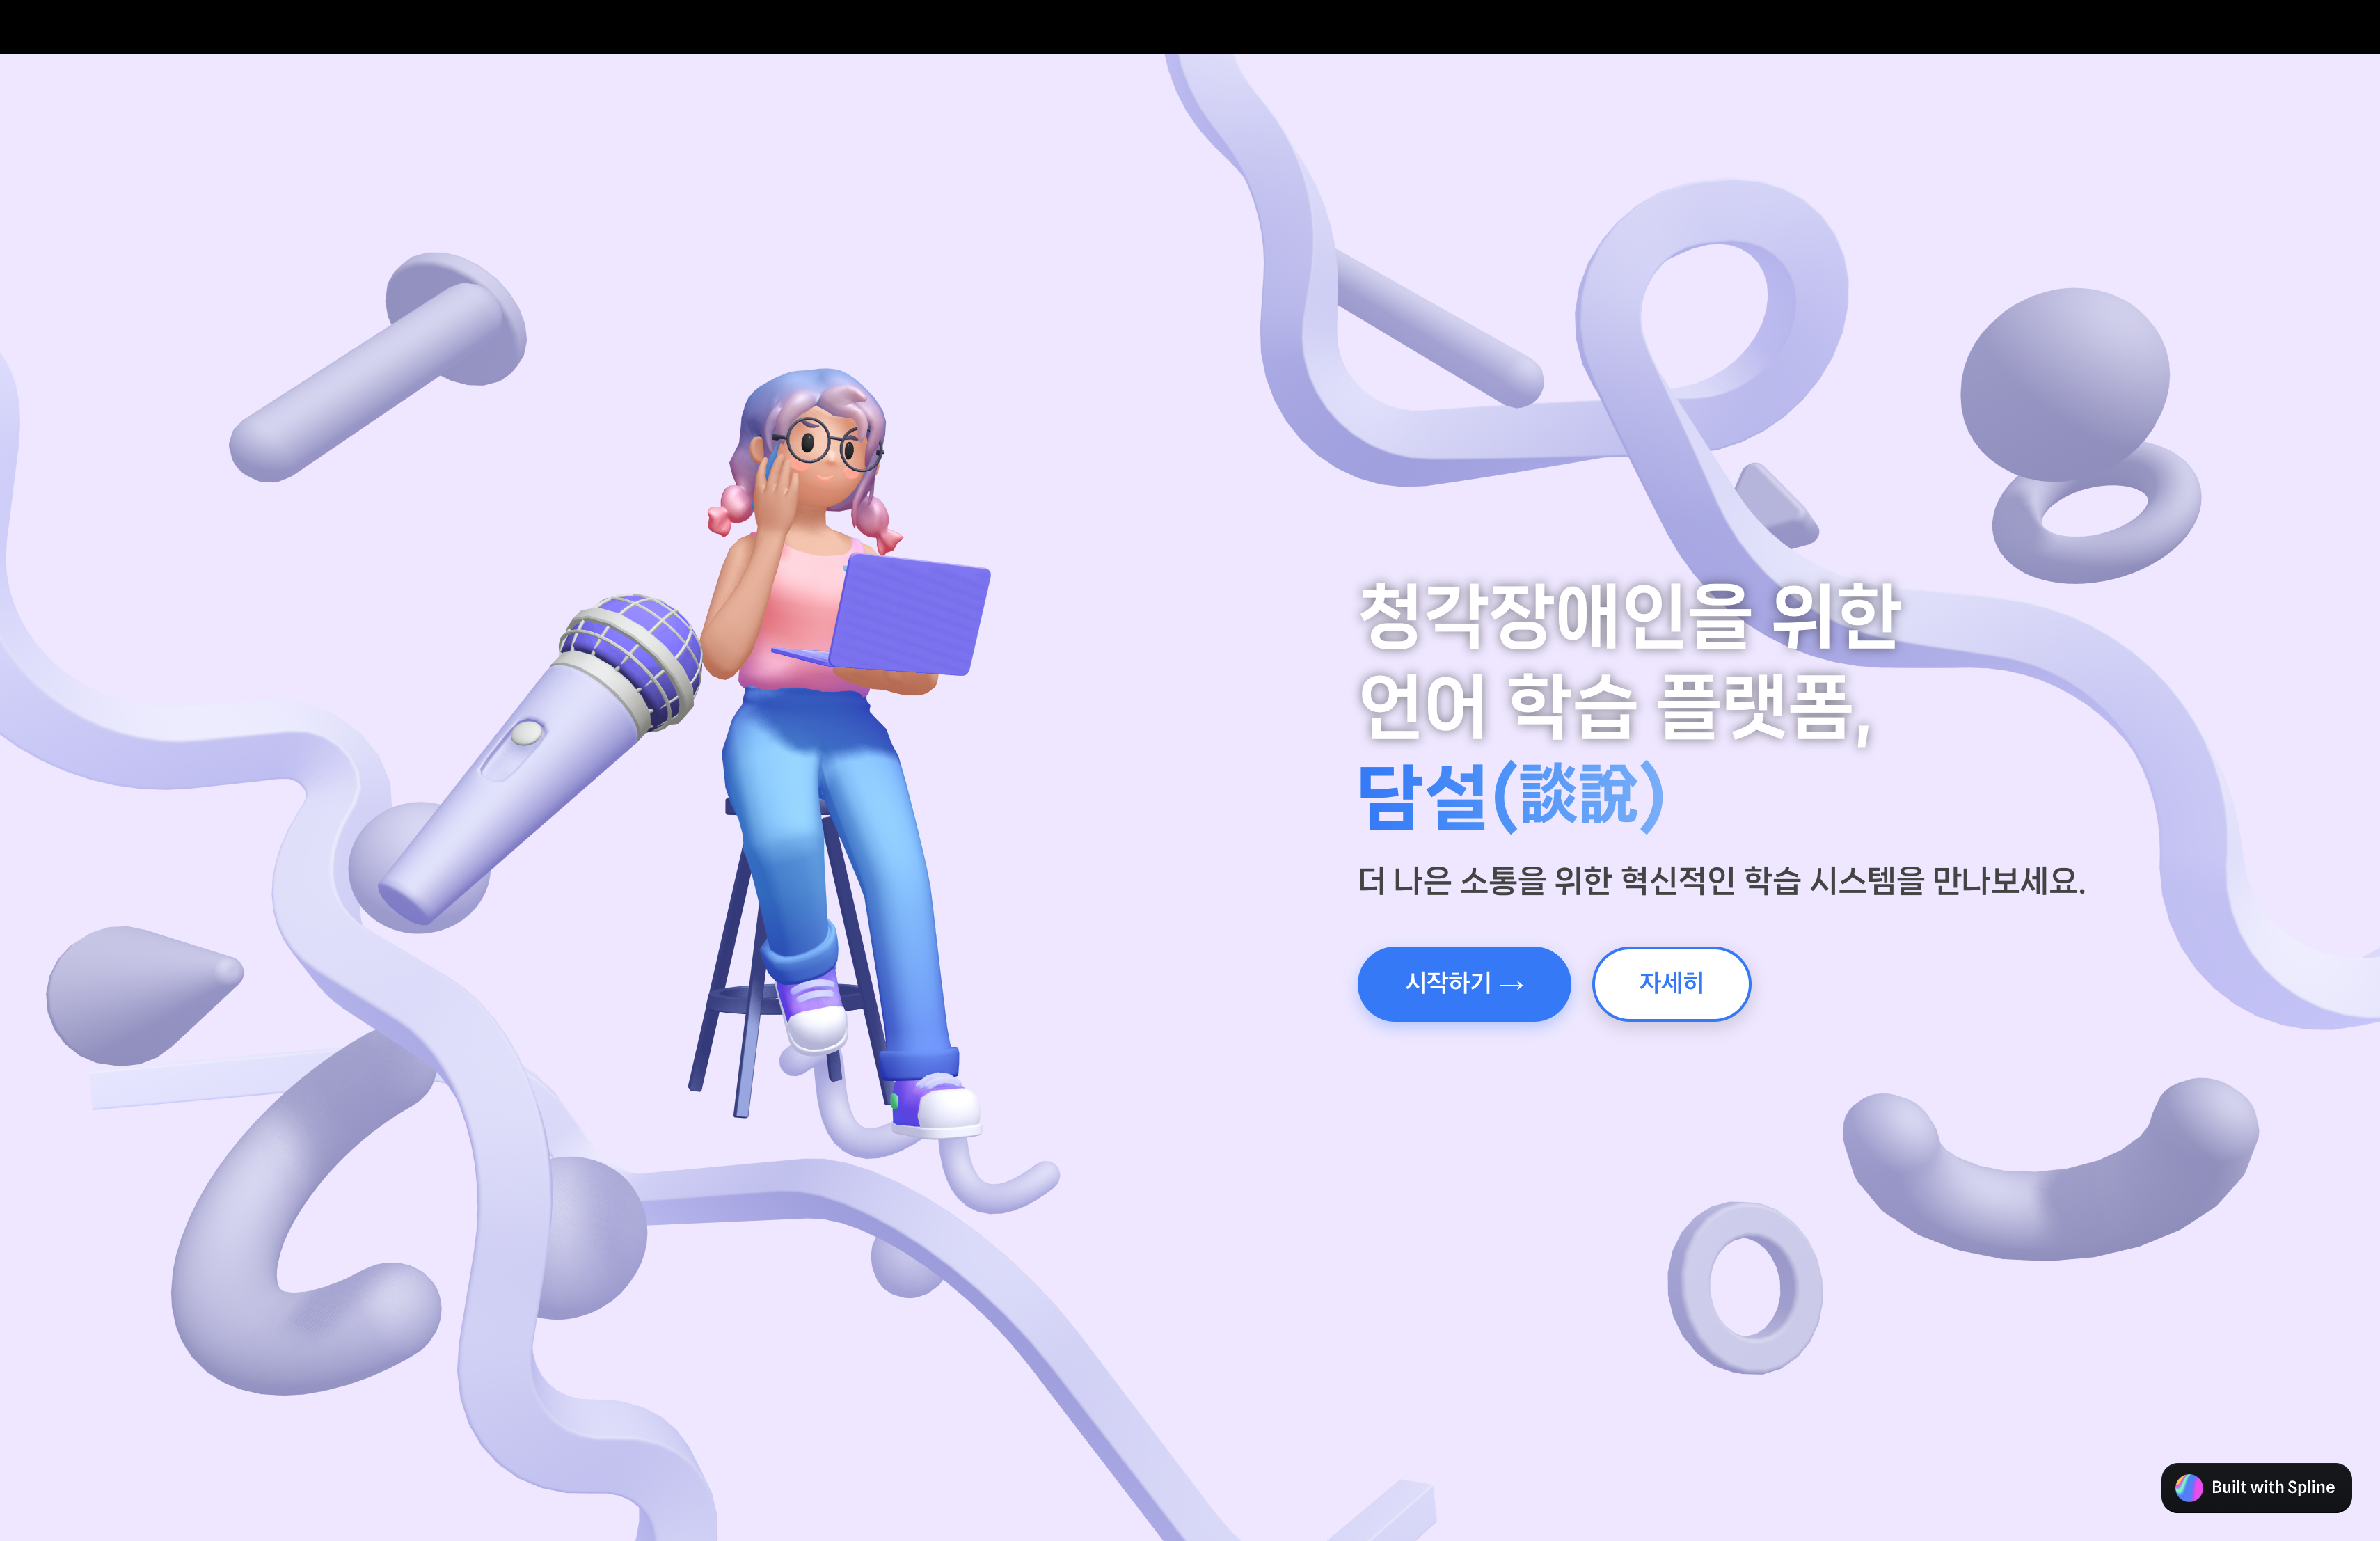 청각장애인을 위한
언어 학습 플랫폼,
담설(談說)
더 나은 소통을 위한 혁신적인 학습 시스템을 만나보세요.
시작하기 →
자세히
Built with Spline